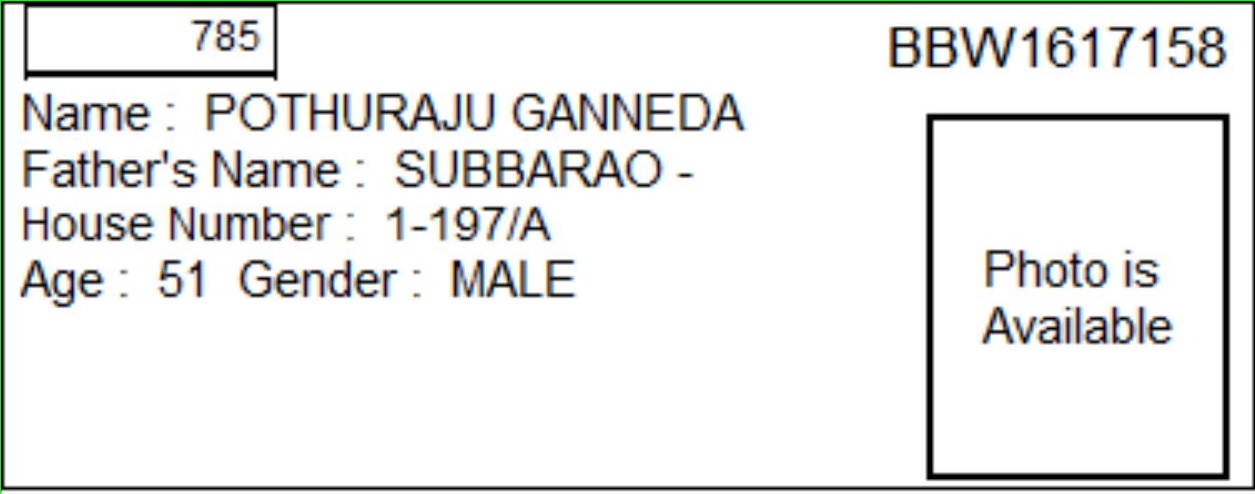 785
BBW1617158
Name : POTHURAJU GANNEDA
Father's Name : SUBBARAO -
House Number : 1-197/A
Age : 51 Gender : MALE
Photo is
Available